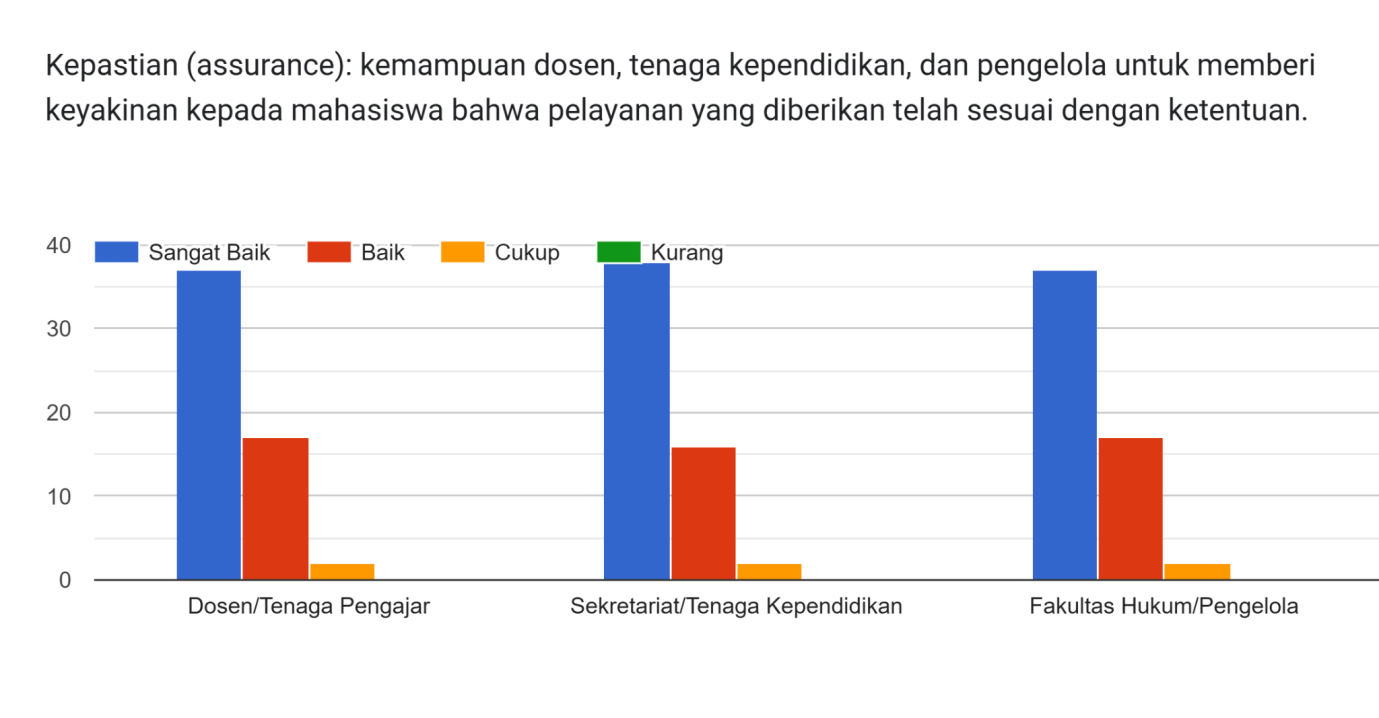 Kepastian (assurance): kemampuan dosen, tenaga kependidikan, dan pengelola untuk memberi
keyakinan kepada mahasiswa bahwa pelayanan yang diberikan telah sesuai dengan ketentuan.
40
Sangat Baik Baik Cukup Kurang
30
20
10
0
Dosen/Tenaga Pengajar Sekretariat/Tenaga Kependidikan Fakultas Hukum/Pengelola